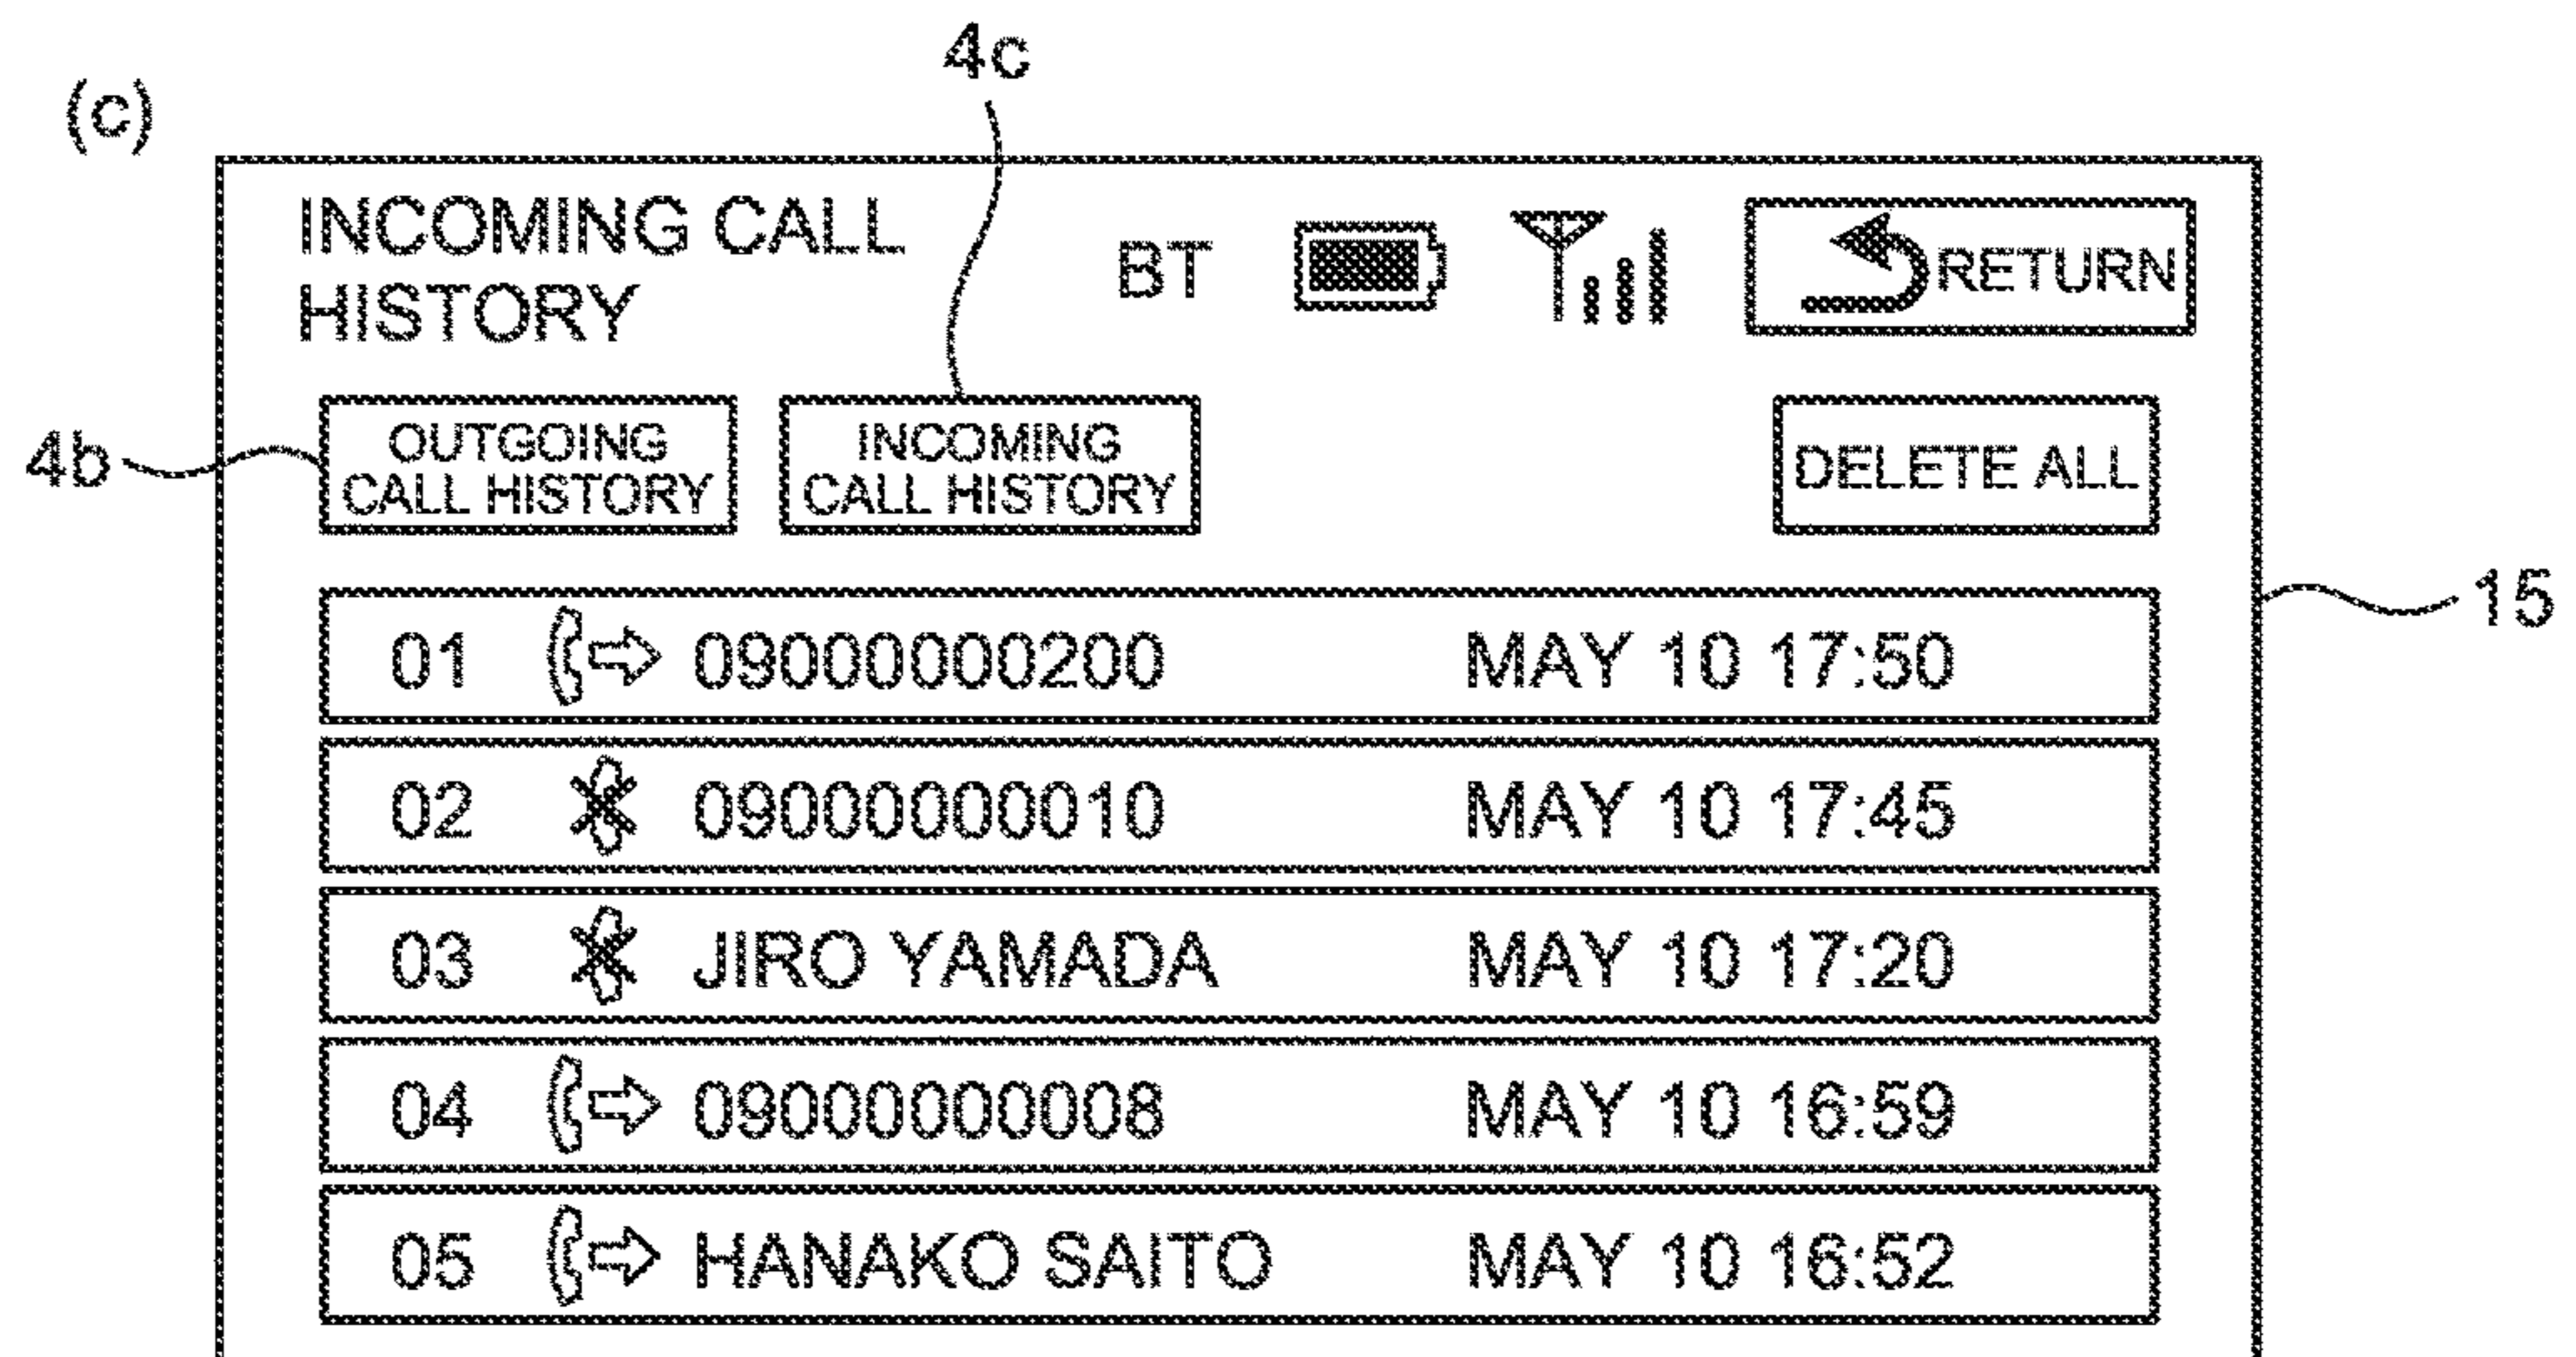 4c
(c)
INCOMING CALL
HISTORY
BT
RETURN
4b
OUTGOING
CALL HISTORY
INCOMING
CALL HISTORY
DELETE ALL
15
01 09000000200 MAY 10 17:50
02 09000000010 MAY 10 17:45
03 JIRO YAMADA MAY 10 17:20
04 09000000008 MAY 10 16:59
05 HANAKO SAITO MAY 10 16:52